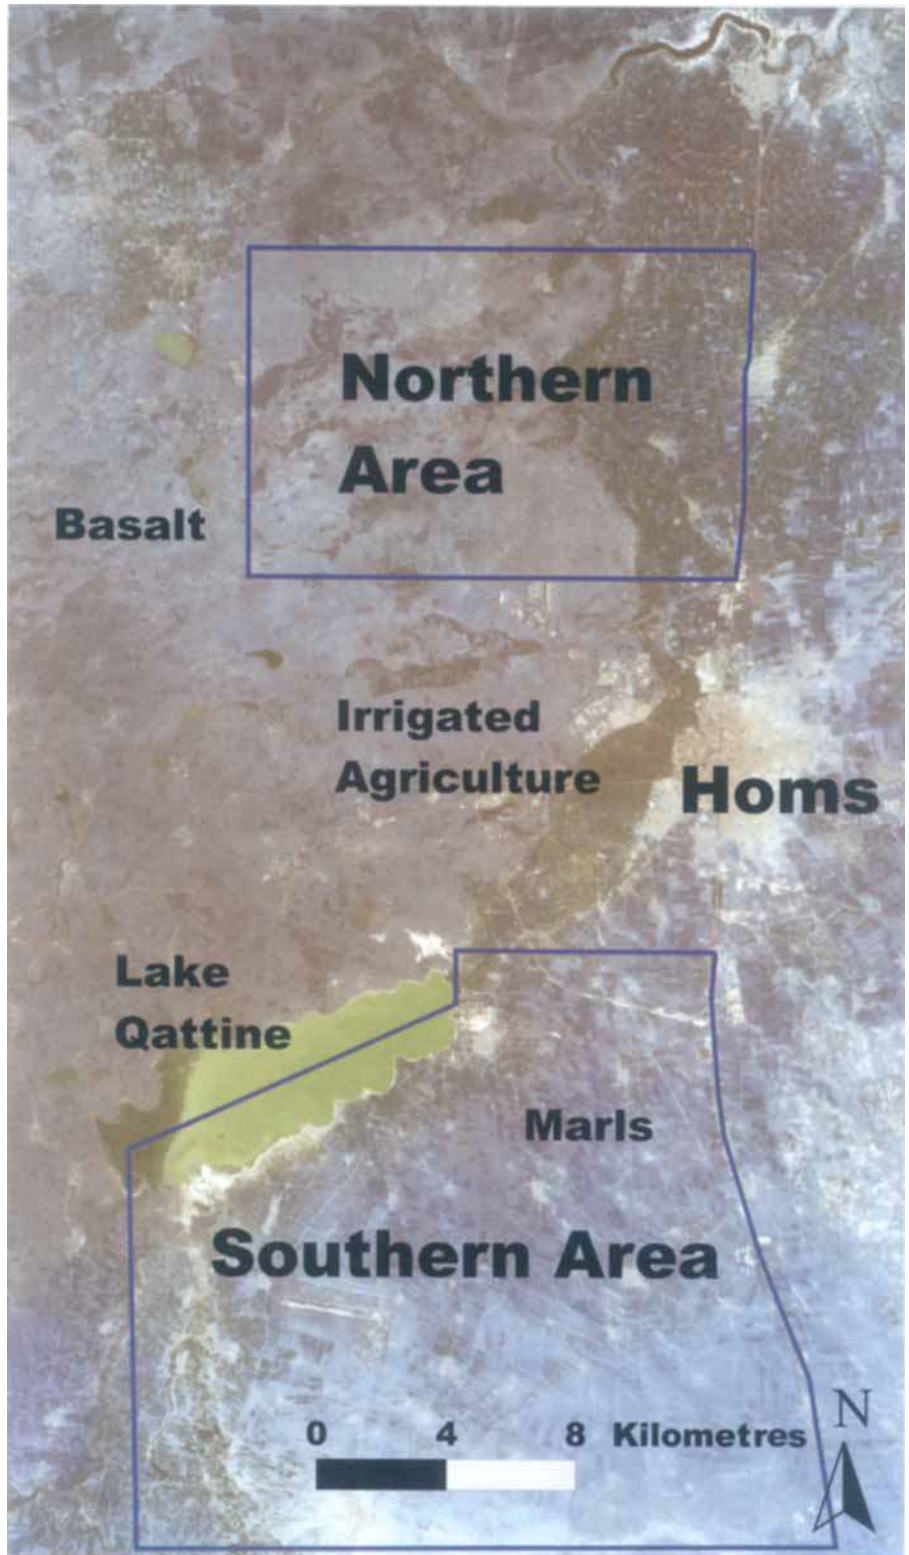 Northern
Area
Basalt
Irrigated
Agriculture
Homs
Lake
Qattine
Marls
Southern Area
N
0 4 8 Kilometres